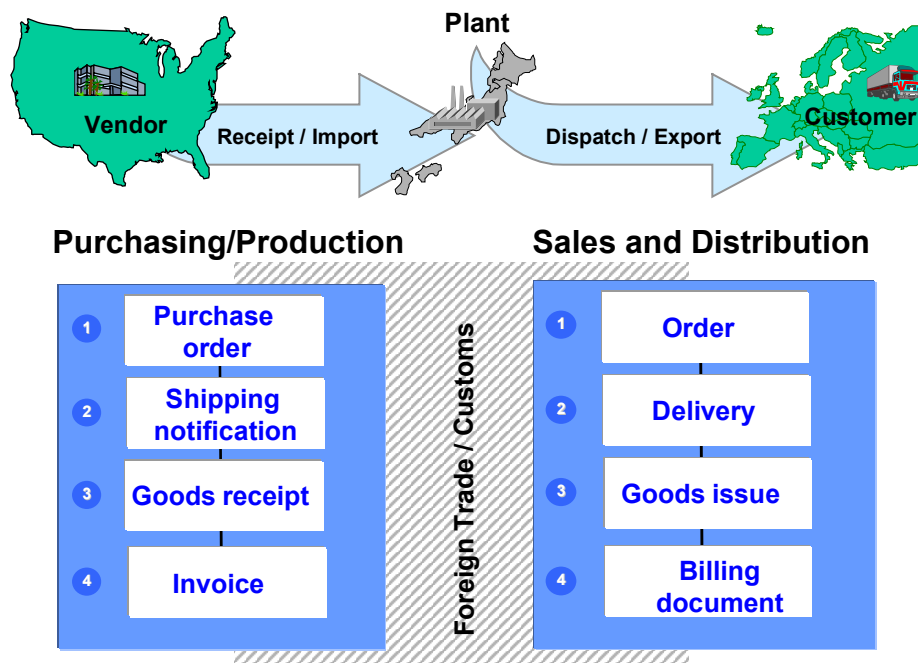 Plant
Vendor
Receipt / Import
Dispatch / Export
Customer
Purchasing/Production
Sales and Distribution
1
Purchase
order
2
Shipping
notification
3
Goods receipt
4
Invoice
Foreign Trade / Customs
1
Order
2
Delivery
3
Goods issue
4
Billing
document